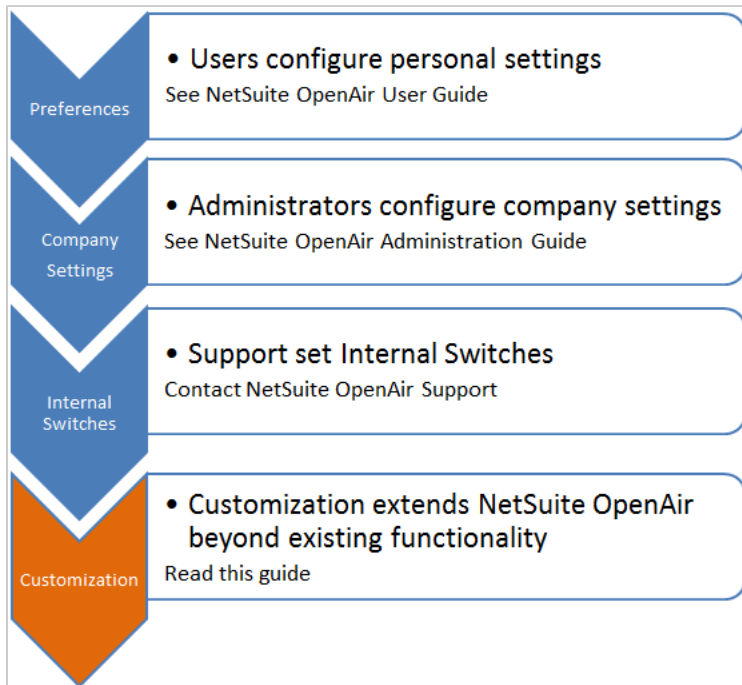 Preferences
• Users configure personal settings
See NetSuite OpenAir User Guide
Company
Settings
• Administrators configure company settings
See NetSuite OpenAir Administration Guide
Internal
Switches
• Support set Internal Switches
Contact NetSuite OpenAir Support
Customization
• Customization extends NetSuite OpenAir
beyond existing functionality
Read this guide